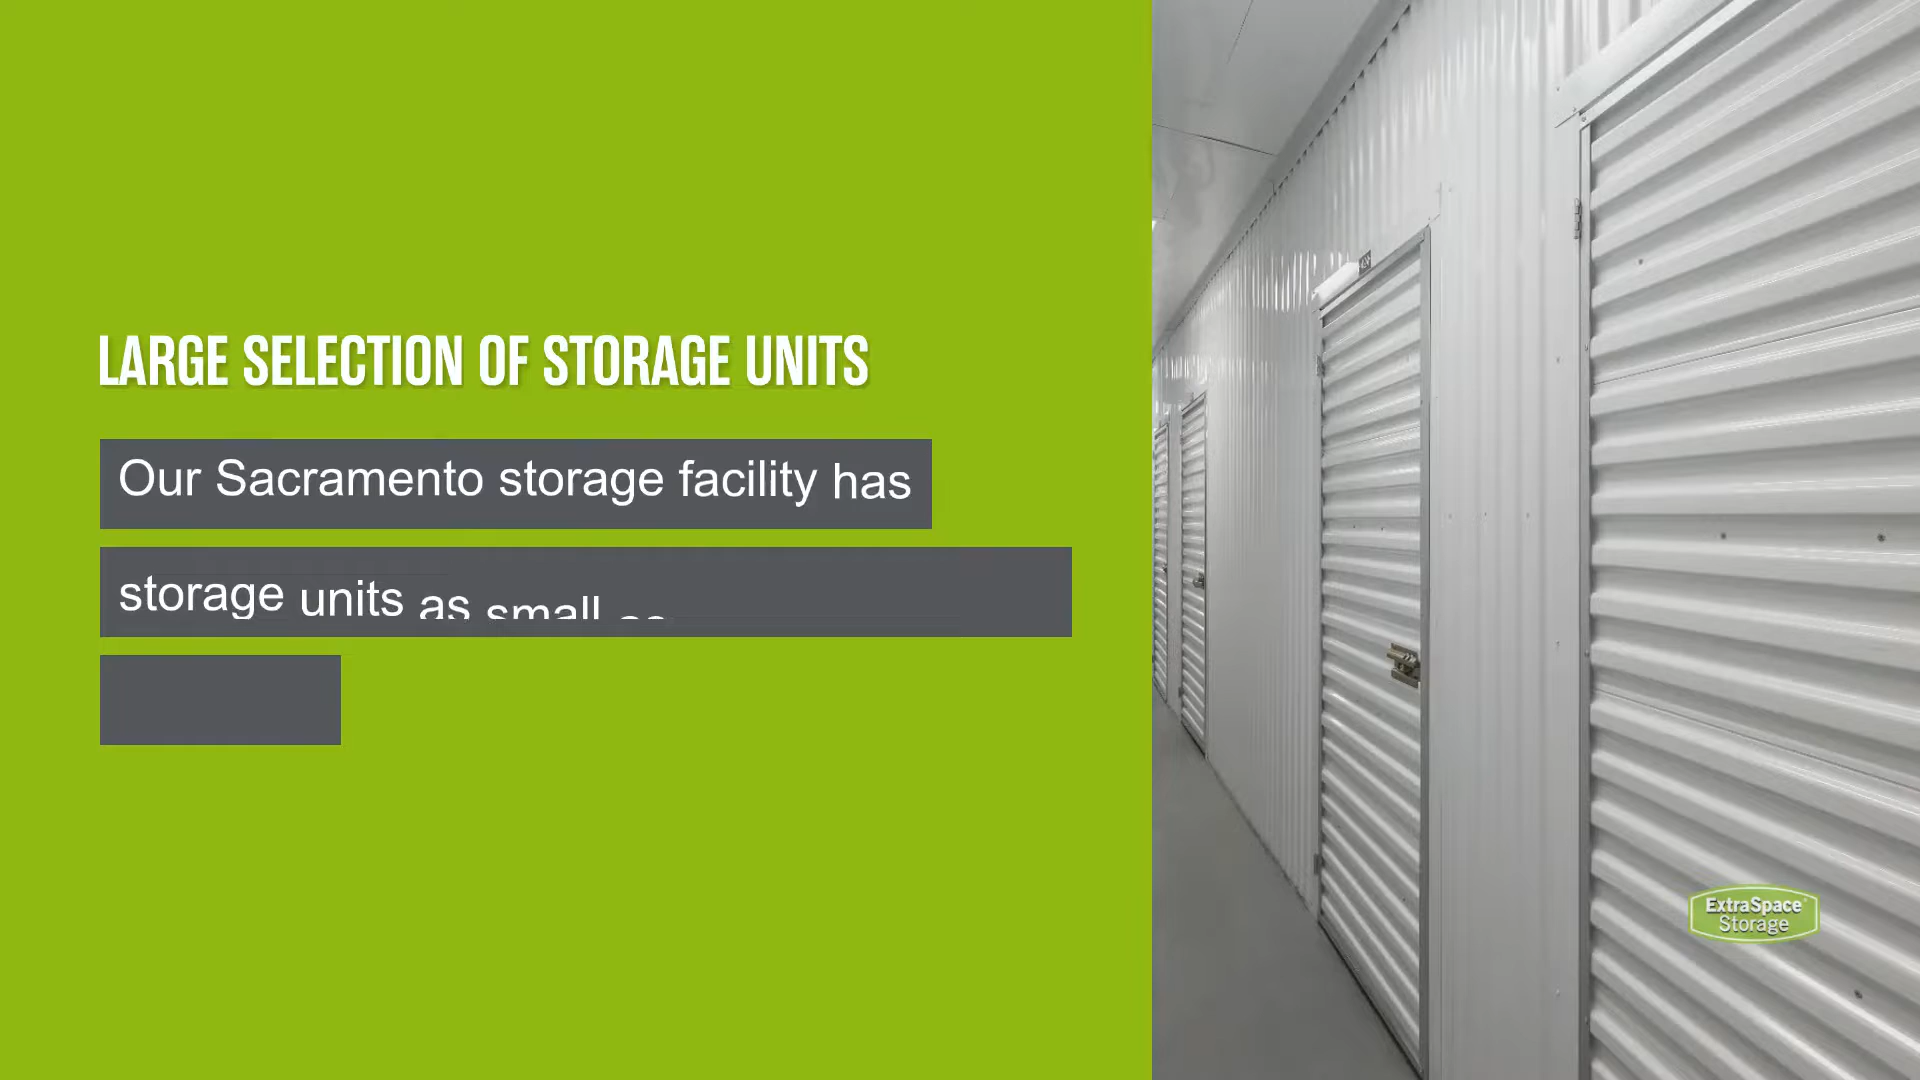 LARGE SELECTION OF STORAGE UNITS
Our Sacramento storage facility has
storage units as small
ExtraSpace
Storage